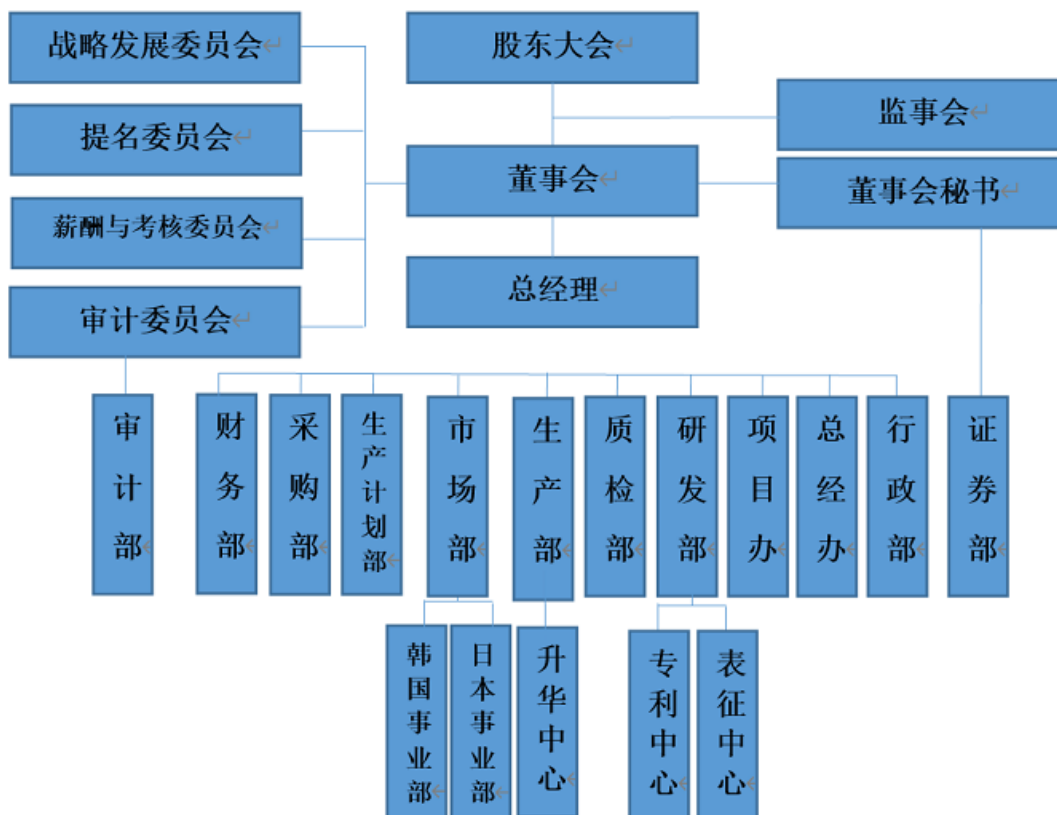 战略发展委员会
股东大会
提名委员会
监事会
董事会
董事会秘书
薪酬与考核委员会
总经理
审计委员会
审计部
财务部
采购部
生产计划部
市场部
生产部
质检部
研发部
项目办
总经办
行政部
证券部
韩国事业部
日本事业部
升华中心
专利中心
表征中心